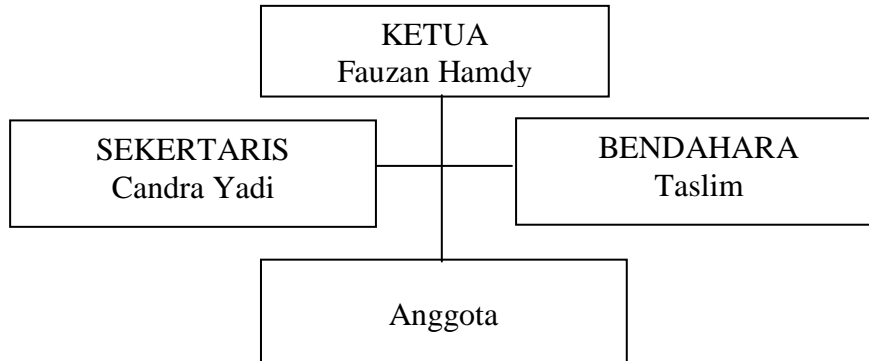 KETUA
Fauzan Hamdy
SEKERTARIS
Candra Yadi
BENDAHARA
Taslim
Anggota